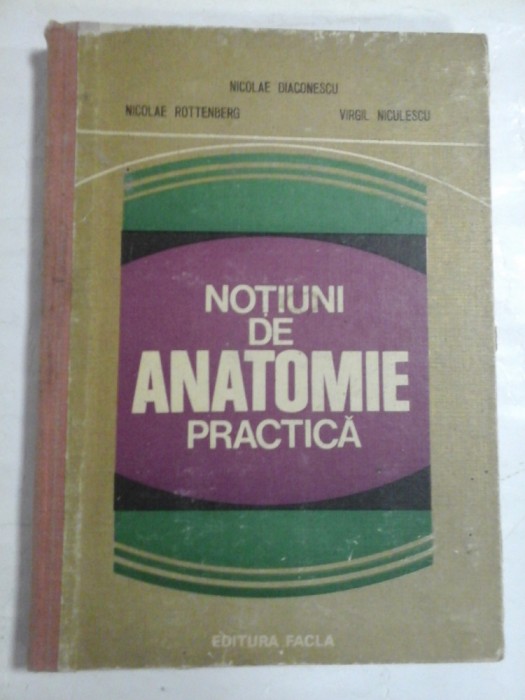 NICOLAE DIACONESCU
NICOLAE ROTTENBERG VIRGIL NICULESCU
NOȚIUNI
DE
ANATOMIE
PRACTICĂ
EDITURA FACLA